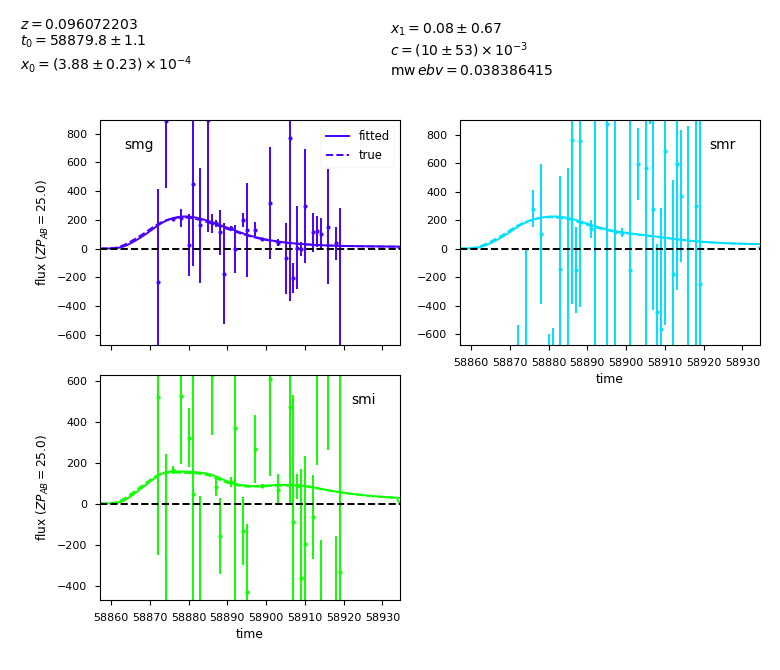 z = 0.096072203
t₀ = 58879.8 ± 1.1
x₀ = (3.88 ± 0.23) × 10⁻⁴
x₁ = 0.08 ± 0.67
c = (10 ± 53) × 10⁻³
mw ebv = 0.038386415
smg
fitted
true
800
600
400
200
0
−200
−400
−600
flux (ZP_AB = 25.0)
smr
800
600
400
200
0
−200
−400
−600
58860 58870 58880 58890 58900 58910 58920 58930
time
smi
600
400
200
0
−200
−400
flux (ZP_AB = 25.0)
58860 58870 58880 58890 58900 58910 58920 58930
time